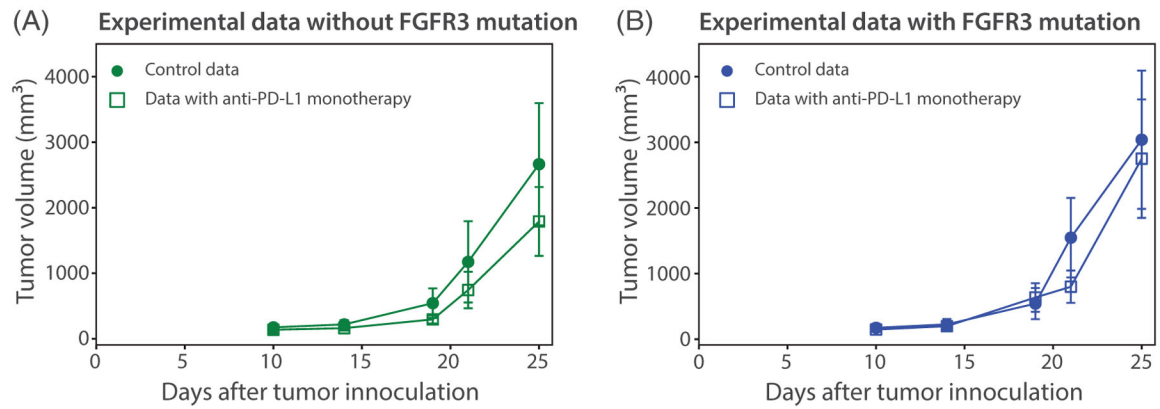 (A) Experimental data without FGFR3 mutation
Control data
Data with anti-PD-L1 monotherapy
Tumor volume (mm³)
4000
3000
2000
1000
0
0 5 10 15 20 25
Days after tumor innoculation
(B) Experimental data with FGFR3 mutation
Control data
Data with anti-PD-L1 monotherapy
Tumor volume (mm³)
4000
3000
2000
1000
0
0 5 10 15 20 25
Days after tumor innoculation